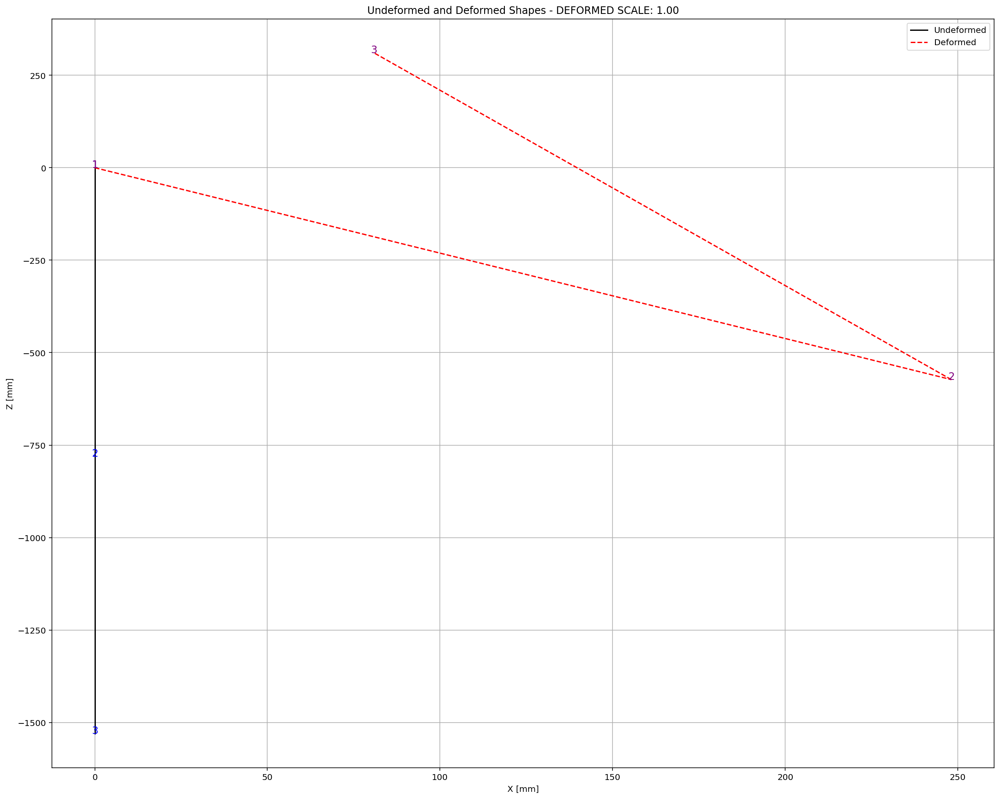 Undeformed and Deformed Shapes - DEFORMED SCALE: 1.00
Undeformed
Deformed
3
250
1
0
−250
−500
2
Z [mm]
−750
2
−1000
−1250
−1500
3
0 50 100 150 200 250
X [mm]